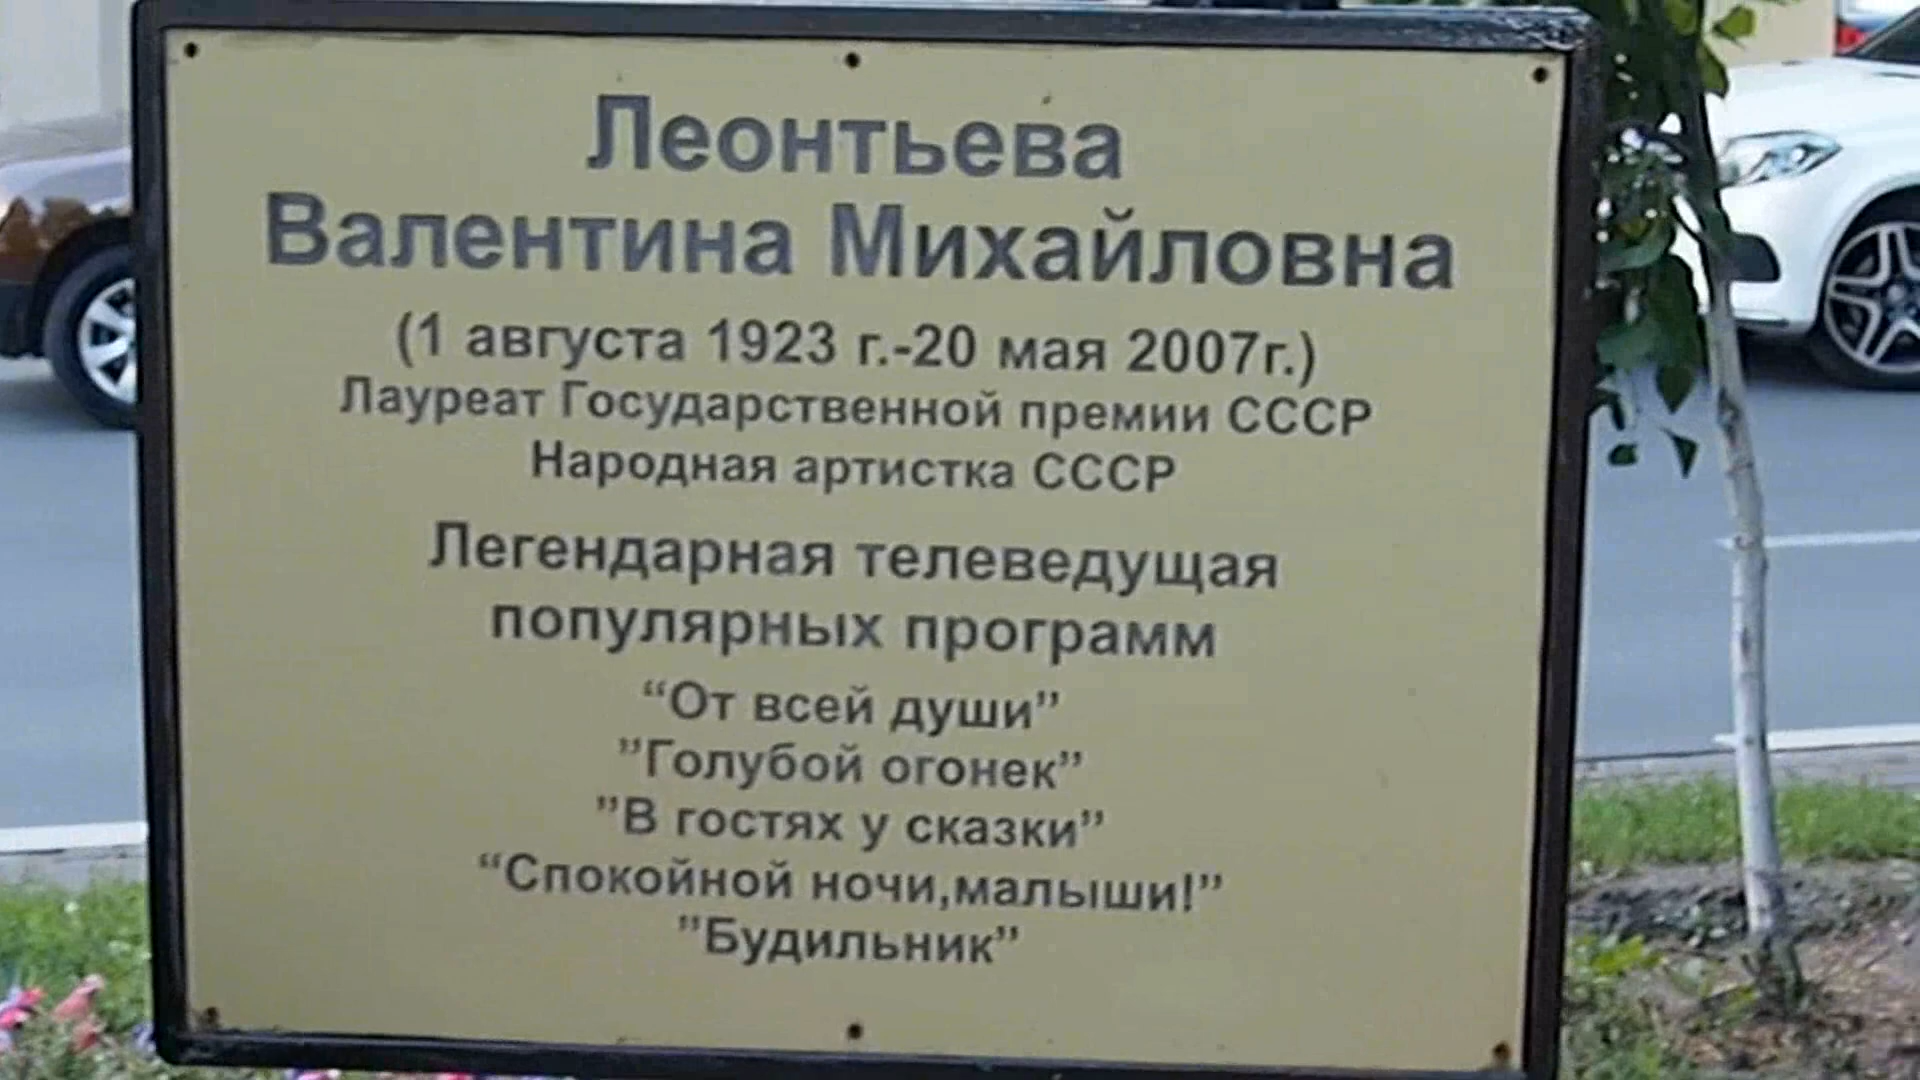 Леонтьева
Валентина Михайловна
(1 августа 1923 г.-20 мая 2007г.)
Лауреат Государственной премии СССР
Народная артистка СССР
Легендарная телеведущая
популярных программ
“От всей души”
”Голубой огонек”
”В гостях у сказки”
“Спокойной ночи,малыши!”
”Будильник”